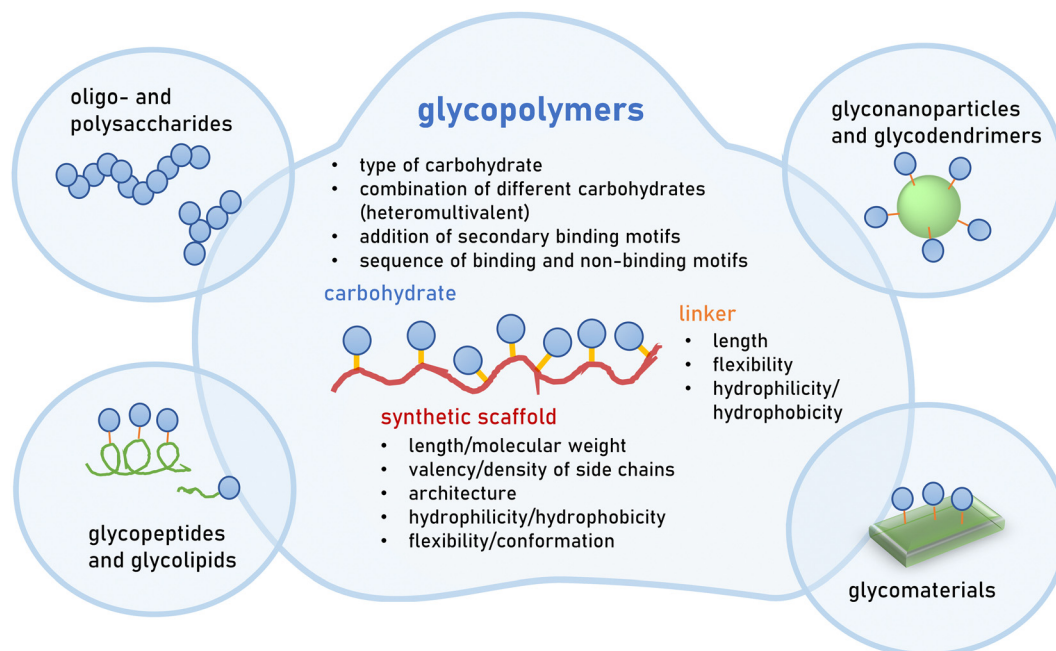 oligo- and
polysaccharides
glycopolymers
glyconanoparticles
and glycodendrimers
• type of carbohydrate
• combination of different carbohydrates
(heteromultivalent)
• addition of secondary binding motifs
• sequence of binding and non-binding motifs
carbohydrate
linker
• length
• flexibility
• hydrophilicity/
hydrophobicity
synthetic scaffold
• length/molecular weight
• valency/density of side chains
• architecture
• hydrophilicity/hydrophobicity
• flexibility/conformation
glycopeptides
and glycolipids
glycomaterials